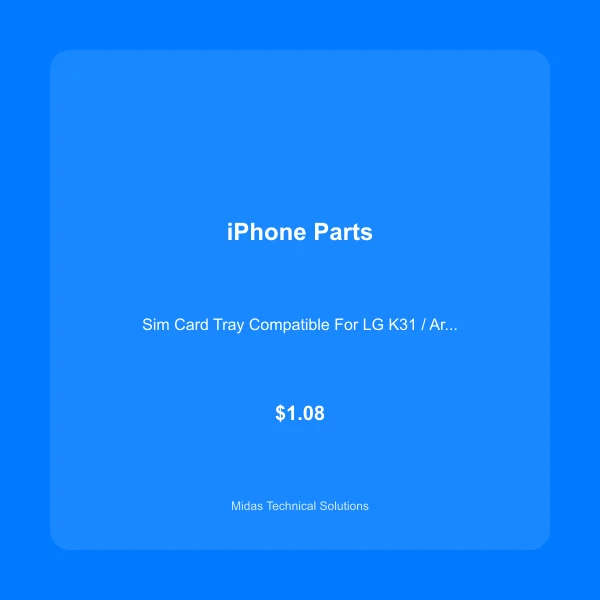 iPhone Parts
Sim Card Tray Compatible For LG K31 / Ar...
$1.08
Midas Technical Solutions